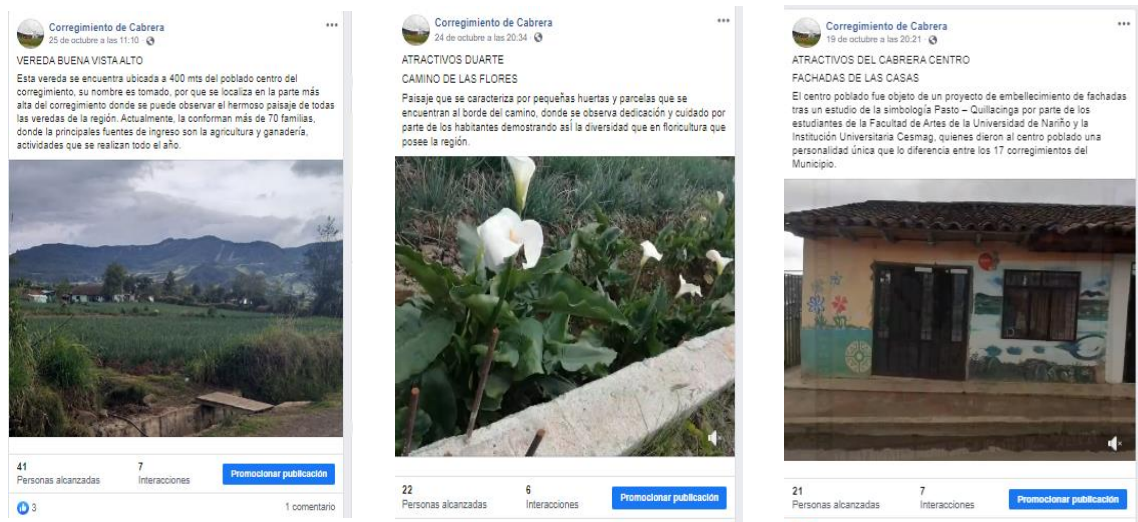 Corregimiento de Cabrera
25 de octubre a las 11:10
VEREDA BUENA VISTA ALTO
Esta vereda se encuentra ubicada a 400 mts del poblado centro del
corregimiento, su nombre es tomado, por que se localiza en la parte más
alta del corregimiento donde se puede observar el hermoso paisaje de todas
las veredas de la región. Actualmente, la conforman más de 70 familias,
donde la principales fuentes de ingreso son la agricultura y ganadería,
actividades que se realizan todo el año.
41
Personas alcanzadas
7
Interacciones
Promocionar publicación
3
1 comentario
Corregimiento de Cabrera
24 de octubre a las 20:34
ATRACTIVOS DUARTE
CAMINO DE LAS FLORES
Paisaje que se caracteriza por pequeñas huertas y parcelas que se
encuentran al borde del camino, donde se observa dedicación y cuidado por
parte de los habitantes demostrando así la diversidad que en floricultura que
posee la región.
22
Personas alcanzadas
6
Interacciones
Promocionar publicación
Corregimiento de Cabrera
19 de octubre a las 20:21
ATRACTIVOS DEL CABRERA CENTRO
FACHADAS DE LAS CASAS
El centro poblado fue objeto de un proyecto de embellecimiento de fachadas
tras un estudio de la simbología Pasto – Quillacinga por parte de los
estudiantes de la Facultad de Artes de la Universidad de Nariño y la
Institución Universitaria Cesmag, quienes dieron al centro poblado una
personalidad única que lo diferencia entre los 17 corregimientos del
Municipio.
21
Personas alcanzadas
7
Interacciones
Promocionar publicación